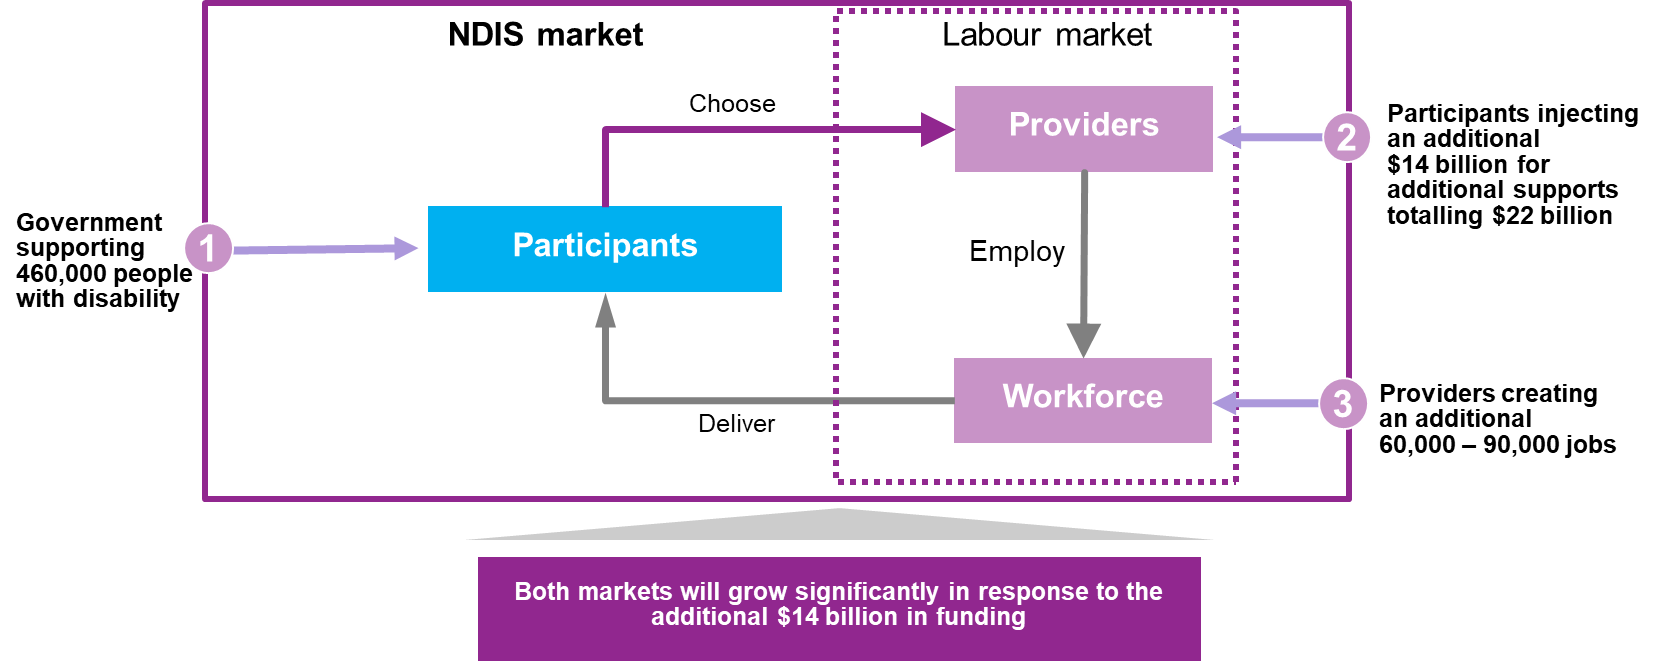 NDIS market
Labour market
Choose
Providers
2
Participants injecting
an additional
$14 billion for
additional supports
totalling $22 billion
Government
supporting
460,000 people
with disability
1
Participants
Employ
Deliver
Workforce
3
Providers creating
an additional
60,000 – 90,000 jobs
Both markets will grow significantly in response to the
additional $14 billion in funding